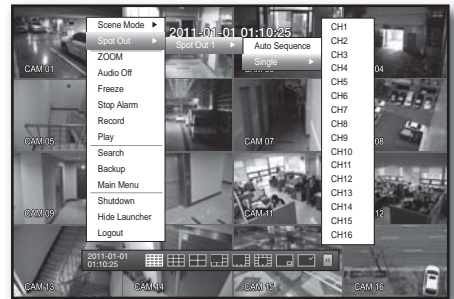 2011-01-01 01:10:25
Scene Mode
Spot Out
ZOOM
Audio Off
Freeze
Stop Alarm
Record
Play
Search
Backup
Main Menu
Shutdown
Hide Launcher
Logout
Spot Out 1
Auto Sequence
Single
CH1
CH2
CH3
CH4
CH5
CH6
CH7
CH8
CH9
CH10
CH11
CH12
CH13
CH14
CH15
CH16
CAM 01
04
CAM 05
CAM 07
08
CAM 09
CAM 11
12
CAM 13
CAM 14
CAM 15
CAM 16
2011-01-01
01:10:25